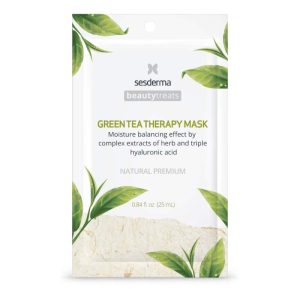 sesderma
beautytreats
GREEN TEA THERAPY MASK
Moisture balancing effect by
complex extracts of herb and triple
hyaluronic acid
NATURAL PREMIUM
0.84 fl. oz. (25 mL)